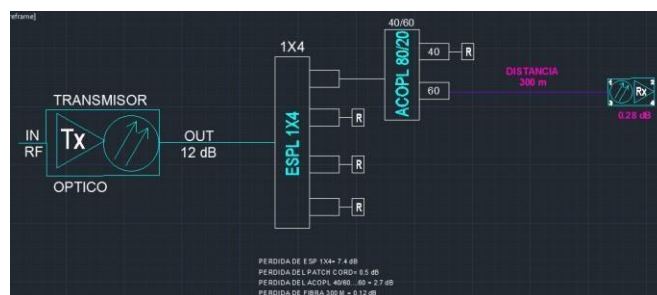 reframe]
40/60
1X4
ACOPL 80/20
40
R
60
DISTANCIA
300 m
Rx
0.28 dB
TRANSMISOR
IN
RF
Tx
OUT
12 dB
OPTICO
ESPL 1X4
R
R
R
PERDIDA DE ESP 1X4= 7.4 dB
PERDIDA DEL PATCH CORD= 0.5 dB
PERDIDA DEL ACOPL 40/60...60 = 2.7 dB
PERDIDA DE FIBRA 300 M = 0.12 dB